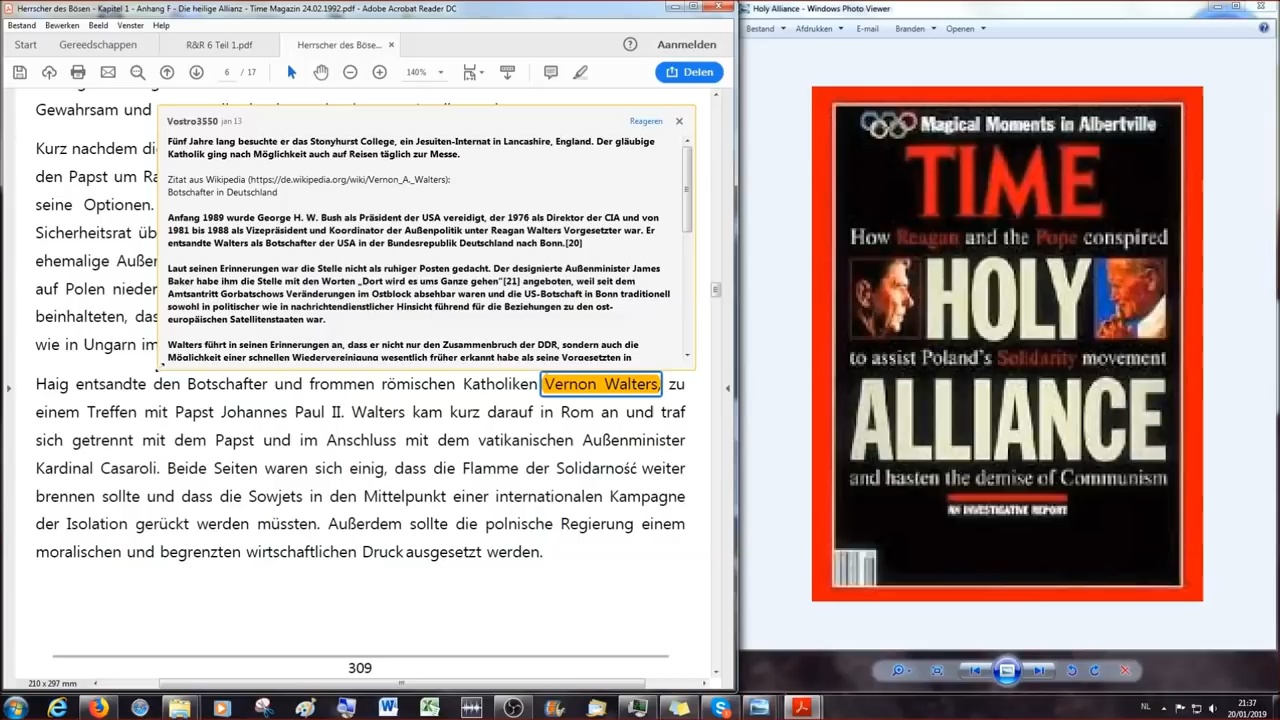 Herrscher des Bösen - Kapitel 1 - Anhang F - Die heilige Allianz - Time Magazin 24.02.1992.pdf - Adobe Acrobat Reader DC
Bestand Bewerken Beeld Venster Help
Start Gereedschappen R&R 6 Teil 1.pdf Herrscher des Böse... × Aanmelden
6 / 17 140% Delen
Gewahrsam und
Kurz nachdem di
den Papst um Ra
seine Optionen.
Sicherheitsrat üb
ehemalige Außer
auf Polen nieder
beinhalteten, das
wie in Ungarn im
Vostro3550 jan 13 Reageren ×
Fünf Jahre lang besuchte er das Stonyhurst College, ein Jesuiten-Internat in Lancashire, England. Der gläubige
Katholik ging nach Möglichkeit auch auf Reisen täglich zur Messe.
Zitat aus Wikipedia (https://de.wikipedia.org/wiki/Vernon_A._Walters):
Botschafter in Deutschland
Anfang 1989 wurde George H. W. Bush als Präsident der USA vereidigt, der 1976 als Direktor der CIA und von
1981 bis 1988 als Vizepräsident und Koordinator der Außenpolitik unter Reagan Walters Vorgesetzter war. Er
entsandte Walters als Botschafter der USA in der Bundesrepublik Deutschland nach Bonn.[20]
Laut seinen Erinnerungen war die Stelle nicht als ruhiger Posten gedacht. Der designierte Außenminister James
Baker habe ihm die Stelle mit den Worten „Dort wird es ums Ganze gehen“[21] angeboten, weil seit dem
Amtsantritt Gorbatschows Veränderungen im Ostblock absehbar waren und die US-Botschaft in Bonn traditionell
sowohl in politischer wie in nachrichtendienstlicher Hinsicht führend für die Beziehungen zu den ost-
europäischen Satellitenstaaten war.
Walters führt in seinen Erinnerungen an, dass er nicht nur den Zusammenbruch der DDR, sondern auch die
Möglichkeit einer schnellen Wiedervereinigung wesentlich früher erkannt habe als seine Vorgesetzten in
Haig entsandte den Botschafter und frommen römischen Katholiken Vernon Walters, zu
einem Treffen mit Papst Johannes Paul II. Walters kam kurz darauf in Rom an und traf
sich getrennt mit dem Papst und im Anschluss mit dem vatikanischen Außenminister
Kardinal Casaroli. Beide Seiten waren sich einig, dass die Flamme der Solidarność weiter
brennen sollte und dass die Sowjets in den Mittelpunkt einer internationalen Kampagne
der Isolation gerückt werden müssten. Außerdem sollte die polnische Regierung einem
moralischen und begrenzten wirtschaftlichen Druck ausgesetzt werden.
309
210 x 297 mm
Holy Alliance - Windows Photo Viewer
Bestand Afdrukken E-mail Branden Openen
Magical Moments in Albertville
TIME
How Reagan and the Pope conspired
HOLY
to assist Poland's Solidarity movement
ALLIANCE
and hasten the demise of Communism
AN INVESTIGATIVE REPORT
NL 21:37
20/01/2019